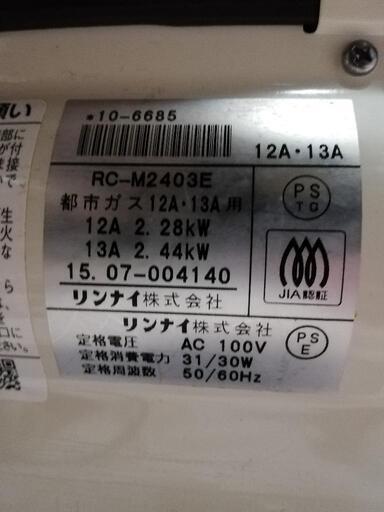 願い
*10-6685
12A・13A
RC-M2403E
都市ガス12A・13A用
12A 2.28kW
13A 2.44kW
15.07-004140
リンナイ株式会社
PS
TG
JIA認証
リンナイ株式会社
定格電圧 AC 100V
定格消費電力 31/30W
定格周波数 50/60Hz
PS
E